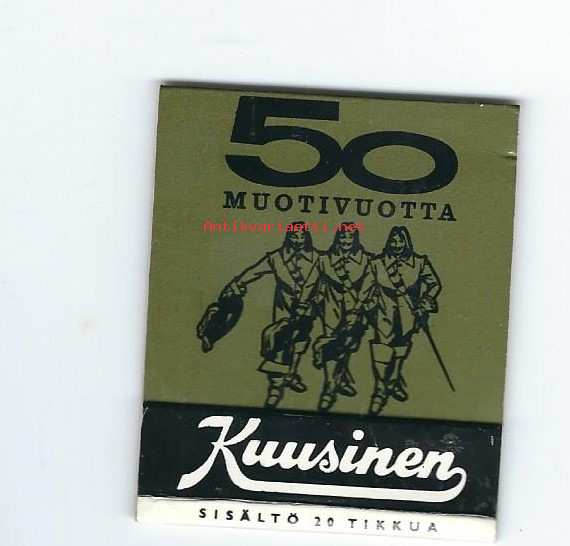 50
MUOTIVUOTTA
Antikvariaatti.net
Kuusinen
SISÄLTÖ 20 TIKKUA